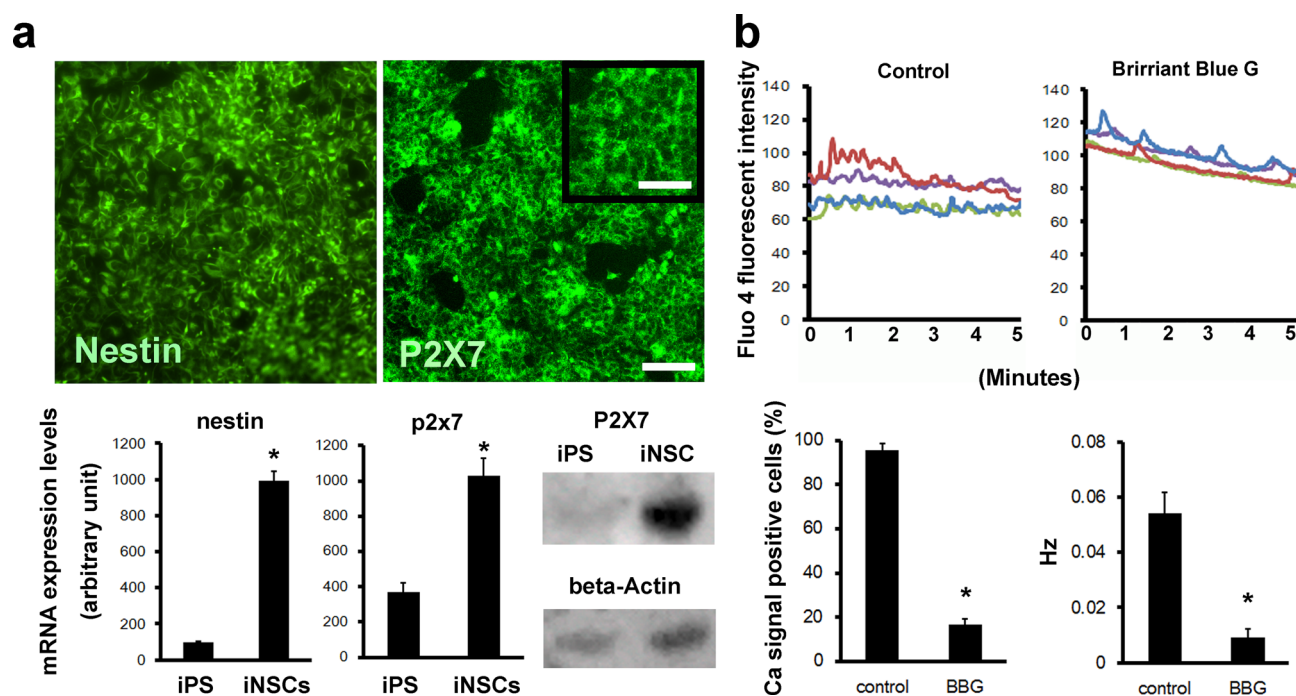 a
Nestin
P2X7
b
Control
Brirriant Blue G
Fluo 4 fluorescent intensity
140
120
100
80
60
40
20
0
0 1 2 3 4 5
140
120
100
80
60
40
20
0
0 1 2 3 4 5
(Minutes)
mRNA expression levels
(arbitrary unit)
nestin
1200
1000
800
600
400
200
0
*
iPS iNSCs
p2x7
1200
1000
800
600
400
200
0
*
iPS iNSCs
P2X7
iPS iNSC
beta-Actin
Ca signal positive cells (%)
100
80
60
40
20
0
*
control BBG
Hz
0.08
0.06
0.04
0.02
0
*
control BBG